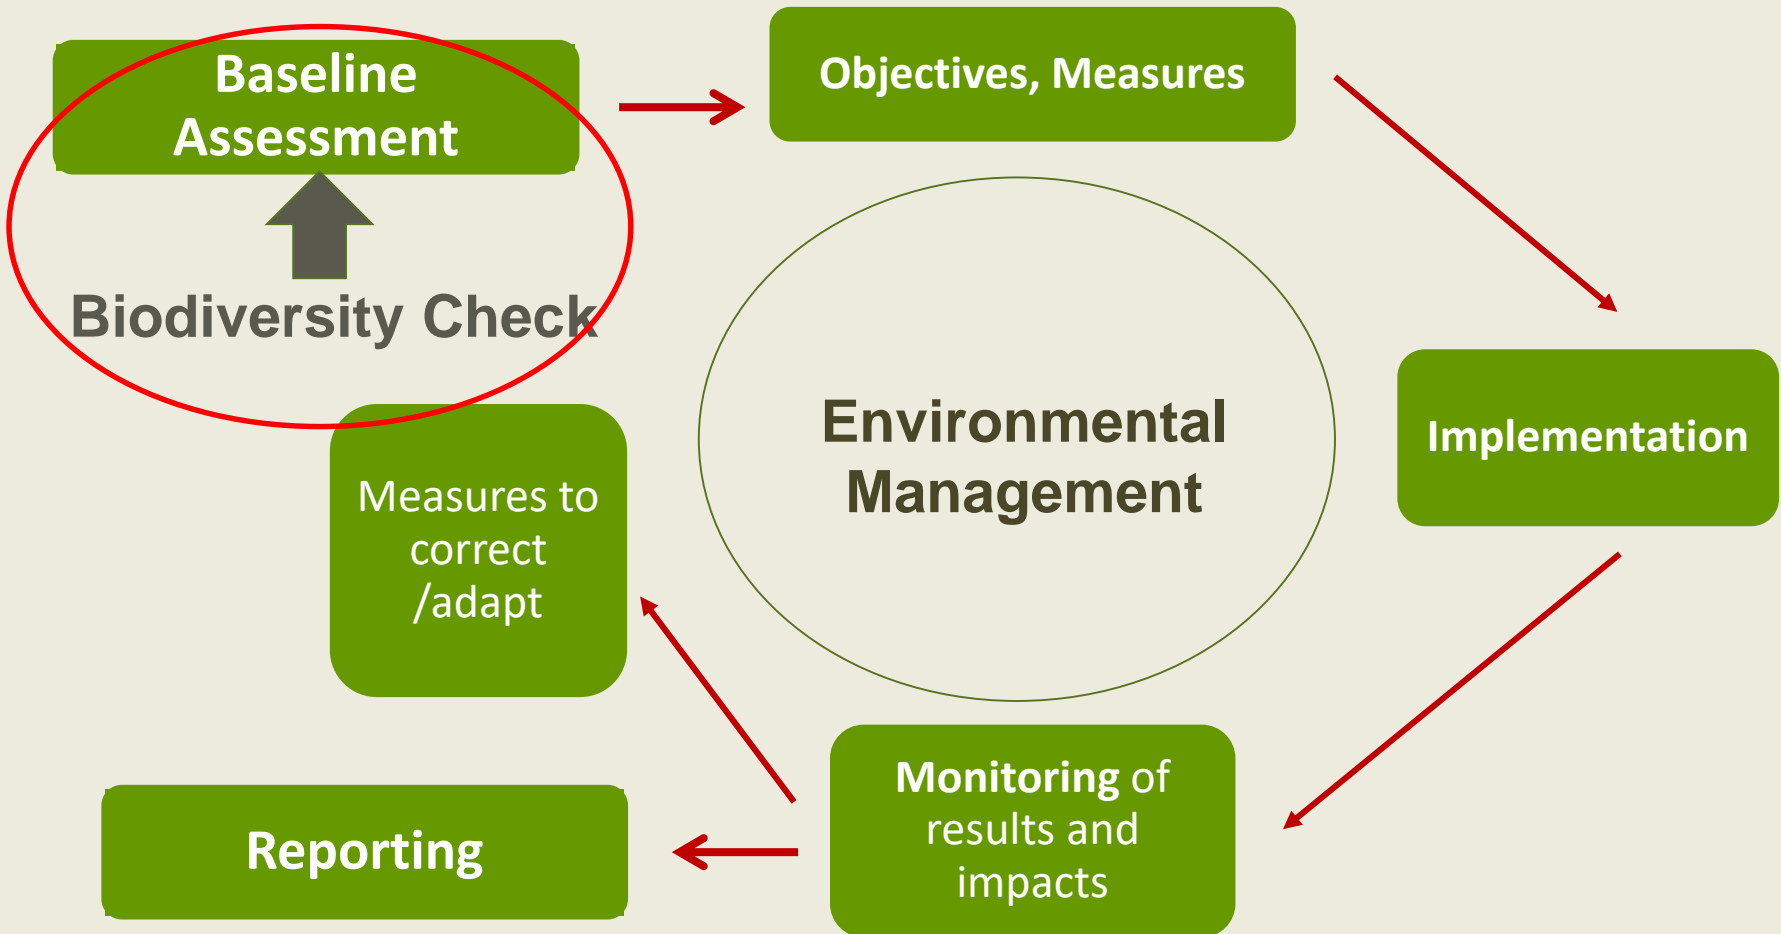 Baseline
Assessment
Biodiversity Check
Objectives, Measures
Implementation
Environmental
Management
Measures to
correct
/adapt
Monitoring of
results and
impacts
Reporting